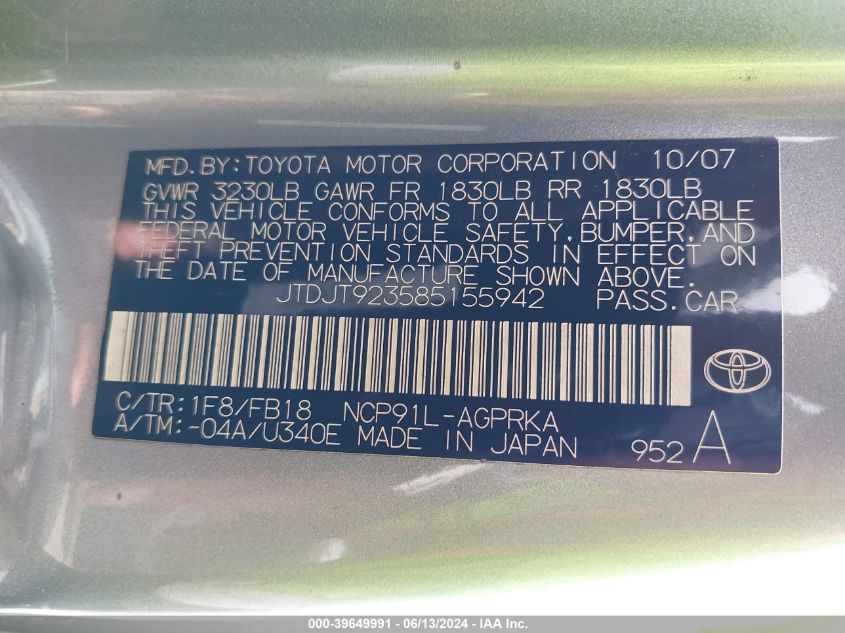 MFD.BY:TOYOTA MOTOR CORPORATION 10/07
GVWR 3230LB GAWR FR 1830LB RR 1830LB
THIS VEHICLE CONFORMS TO ALL APPLICABLE
FEDERAL MOTOR VEHICLE SAFETY,BUMPER,AND
THEFT PREVENTION STANDARDS IN EFFECT ON
THE DATE OF MANUFACTURE SHOWN ABOVE.
JTDJT923585155942 PASS.CAR
C/TR:1F8/FB18 NCP91L-AGPRKA
A/TM:-04A/U340E MADE IN JAPAN 952A
000-39649991 - 06/13/2024 - IAA Inc.